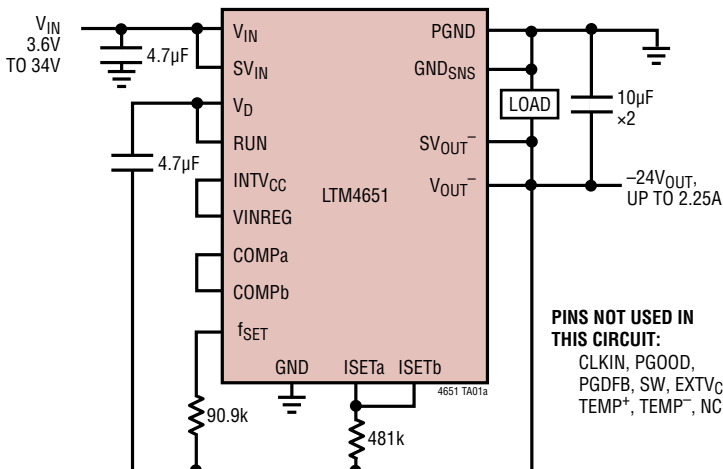 VIN
3.6V
TO 34V
4.7µF
4.7µF
VIN
SVIN
VD
RUN
INTVCC
VINREG
COMPa
COMPb
fSET
GND
ISETa
ISETb
LTM4651
PGND
GNDSNS
SVOUT–
VOUT–
LOAD
10µF
×2
–24VOUT,
UP TO 2.25A
90.9k
481k
4651 TA01a
PINS NOT USED IN
THIS CIRCUIT:
CLKIN, PGOOD,
PGDFB, SW, EXTVC
TEMP+, TEMP–, NC